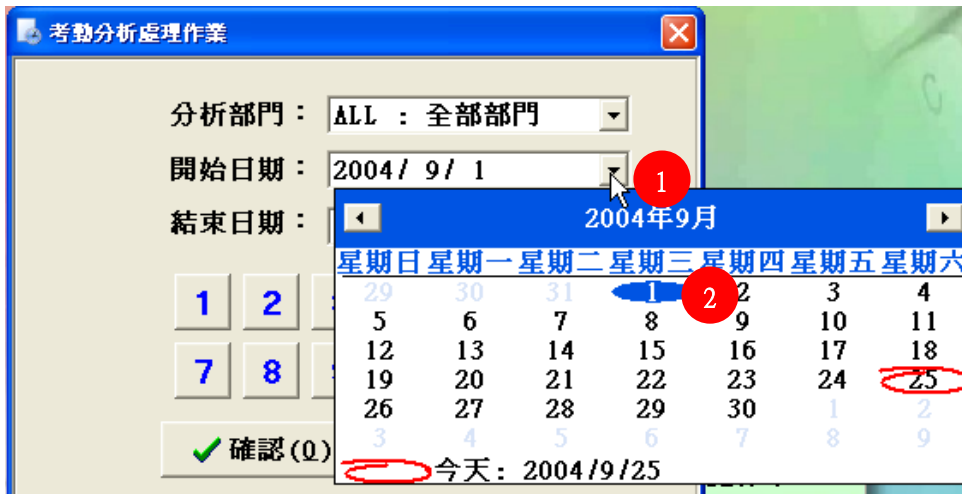 考勤分析處理作業
分析部門： ALL : 全部部門
開始日期： 2004/ 9/ 1
1
結束日期：
2004年9月
星期日 星期一 星期二 星期三 星期四 星期五 星期六
29 30 31 1 2 3 4
2
5 6 7 8 9 10 11
12 13 14 15 16 17 18
19 20 21 22 23 24 25
26 27 28 29 30 1 2
3 4 5 6 7 8 9
今天: 2004/9/25
1 2
7 8
確認(O)